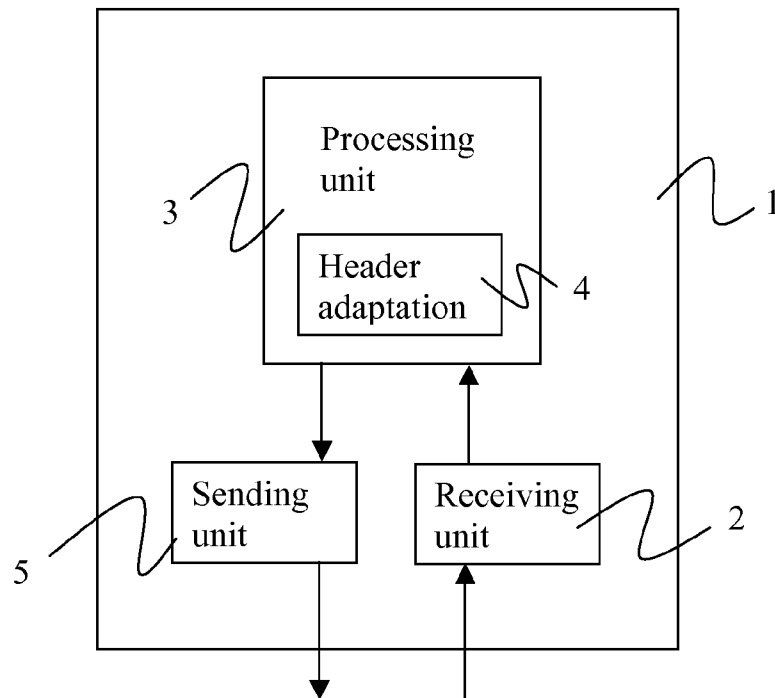 Processing
unit
3
1
Header
adaptation
4
Sending
unit
Receiving
unit
2
5